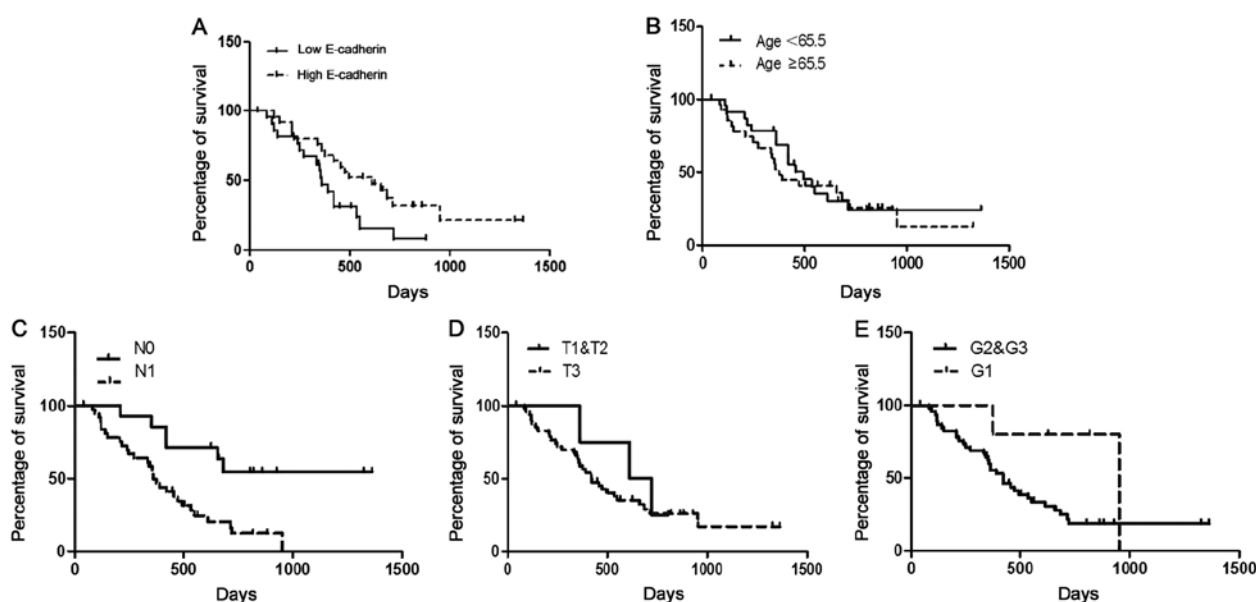 A
150
Low E-cadherin
High E-cadherin
100
50
0
0 500 1000 1500
Percentage of survival
Days
B
150
Age <65.5
Age ≥65.5
100
50
0
0 500 1000 1500
Percentage of survival
Days
C
150
N0
N1
100
50
0
0 500 1000 1500
Percentage of survival
Days
D
150
T1&T2
T3
100
50
0
0 500 1000 1500
Percentage of survival
Days
E
150
G2&G3
G1
100
50
0
0 500 1000 1500
Percentage of survival
Days